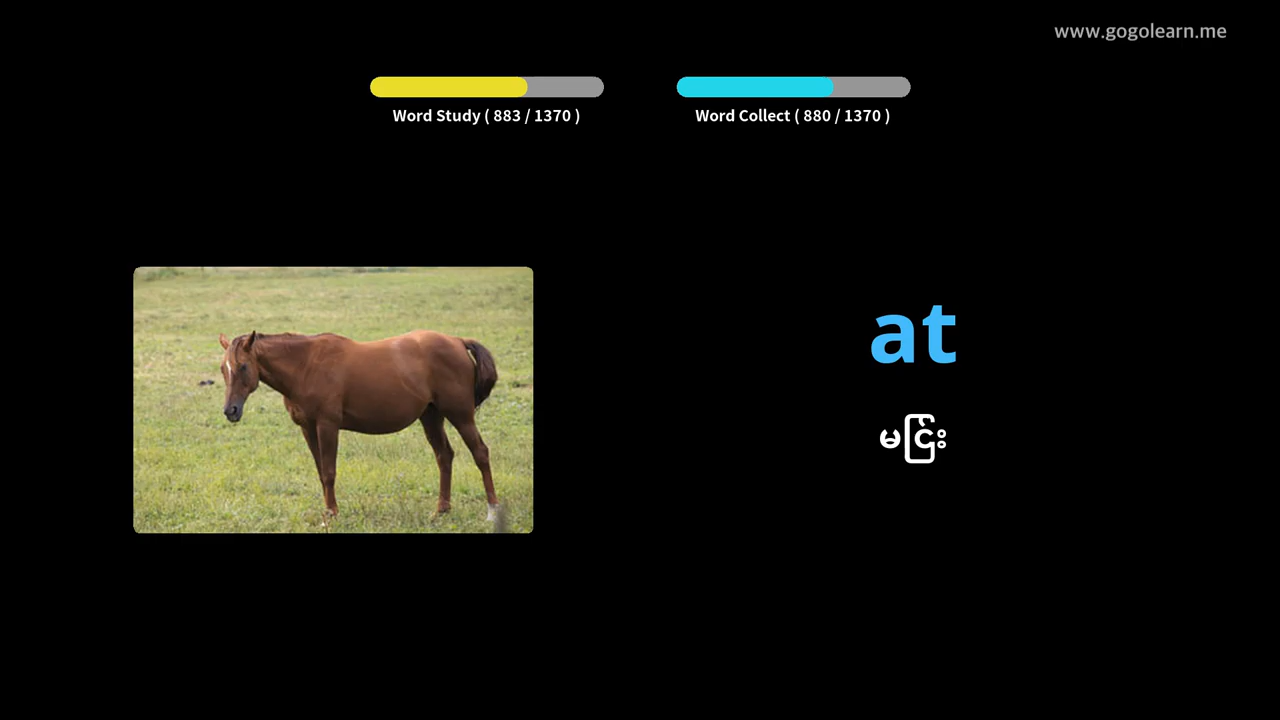 www.gogolearn.me
Word Study ( 883 / 1370 )
Word Collect ( 880 / 1370 )
at
မြင်း